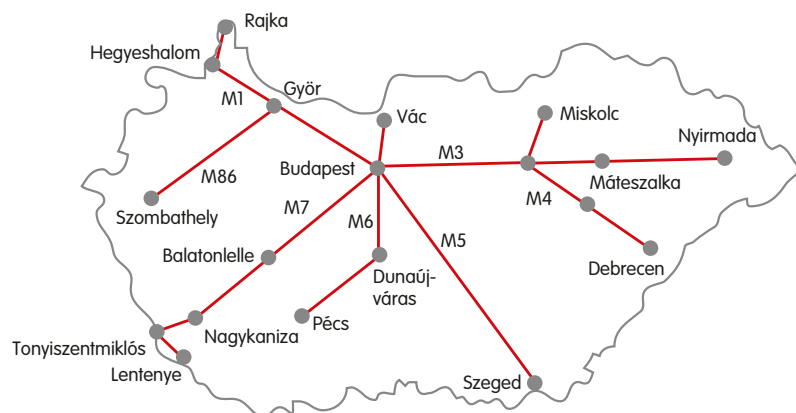 Rajka
Hegyeshalom
Györ
M1
Vác
Miskolc
Nyirmada
M3
Budapest
Máteszalka
M86
M4
Szombathely
M7
M6
M5
Balatonlelle
Dunaúj-
váras
Debrecen
Pécs
Nagykaniza
Tonyiszentmiklós
Lentenye
Szeged